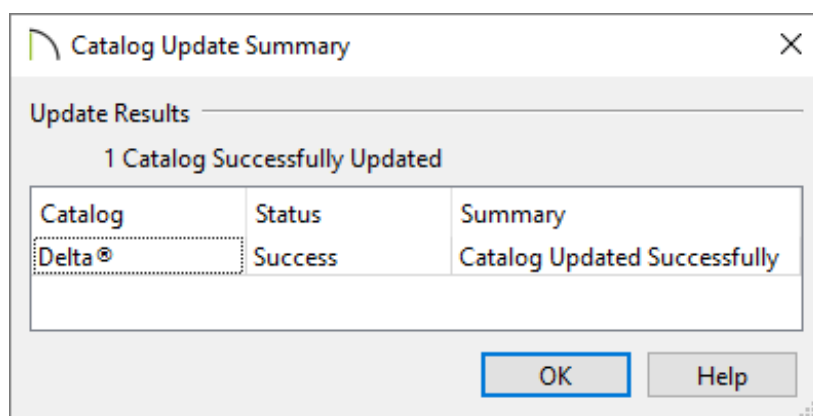 Catalog Update Summary
Update Results
1 Catalog Successfully Updated
Catalog Status Summary
Delta® Success Catalog Updated Successfully
OK Help